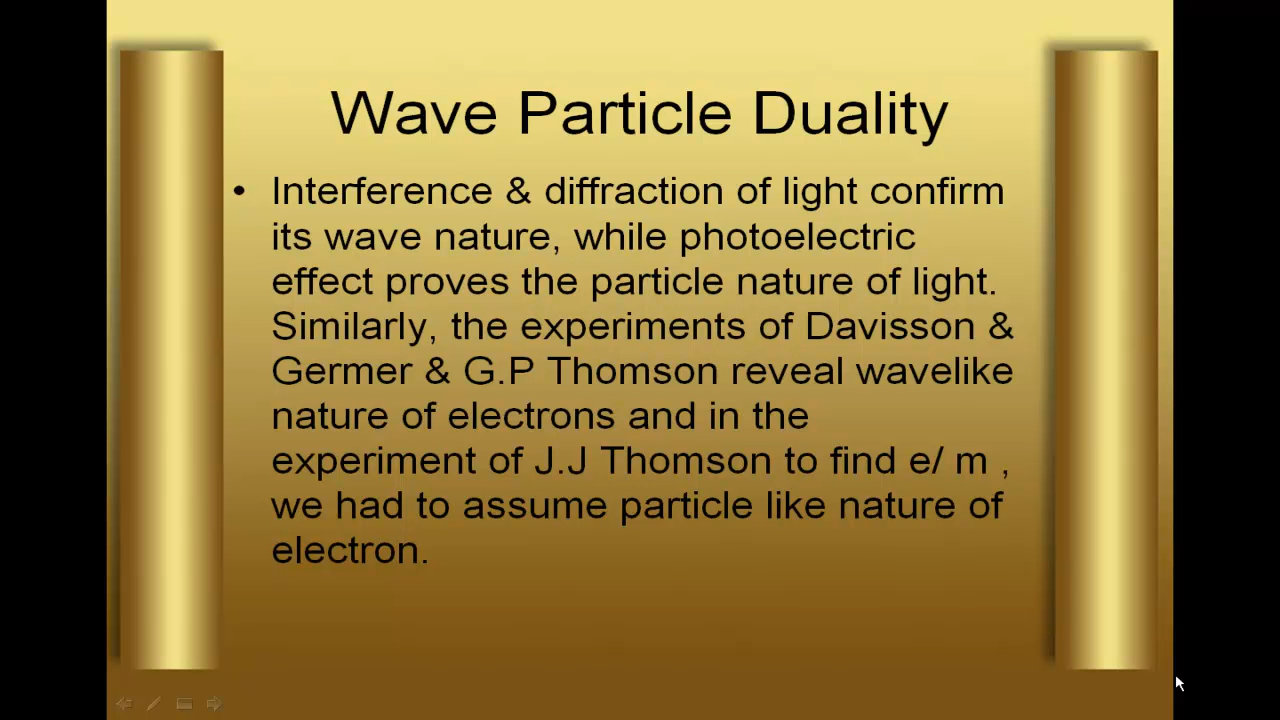 Wave Particle Duality
• Interference & diffraction of light confirm
its wave nature, while photoelectric
effect proves the particle nature of light.
Similarly, the experiments of Davisson &
Germer & G.P Thomson reveal wavelike
nature of electrons and in the
experiment of J.J Thomson to find e/ m ,
we had to assume particle like nature of
electron.